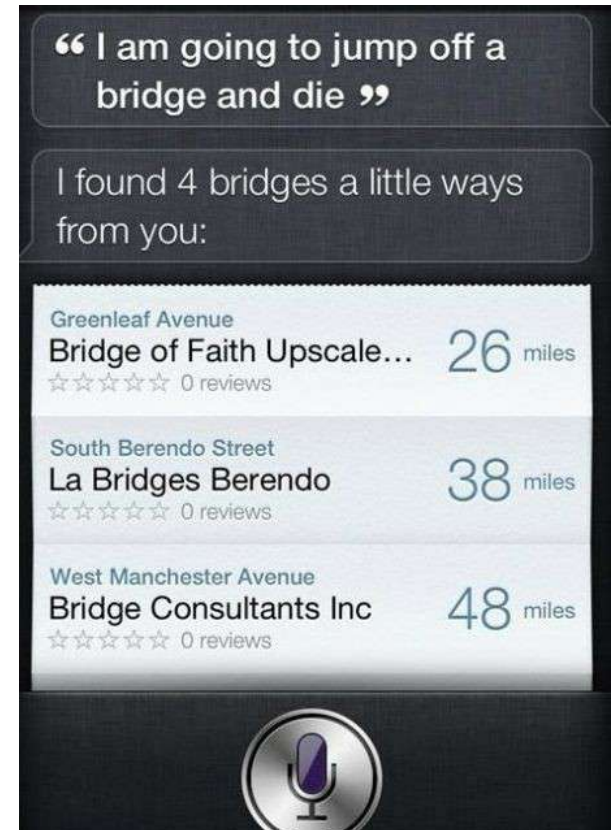 “ I am going to jump off a
bridge and die ”
I found 4 bridges a little ways
from you:
Greenleaf Avenue
Bridge of Faith Upscale...
☆☆☆☆☆ 0 reviews
26 miles
South Berendo Street
La Bridges Berendo
☆☆☆☆☆ 0 reviews
38 miles
West Manchester Avenue
Bridge Consultants Inc
☆☆☆☆☆ 0 reviews
48 miles